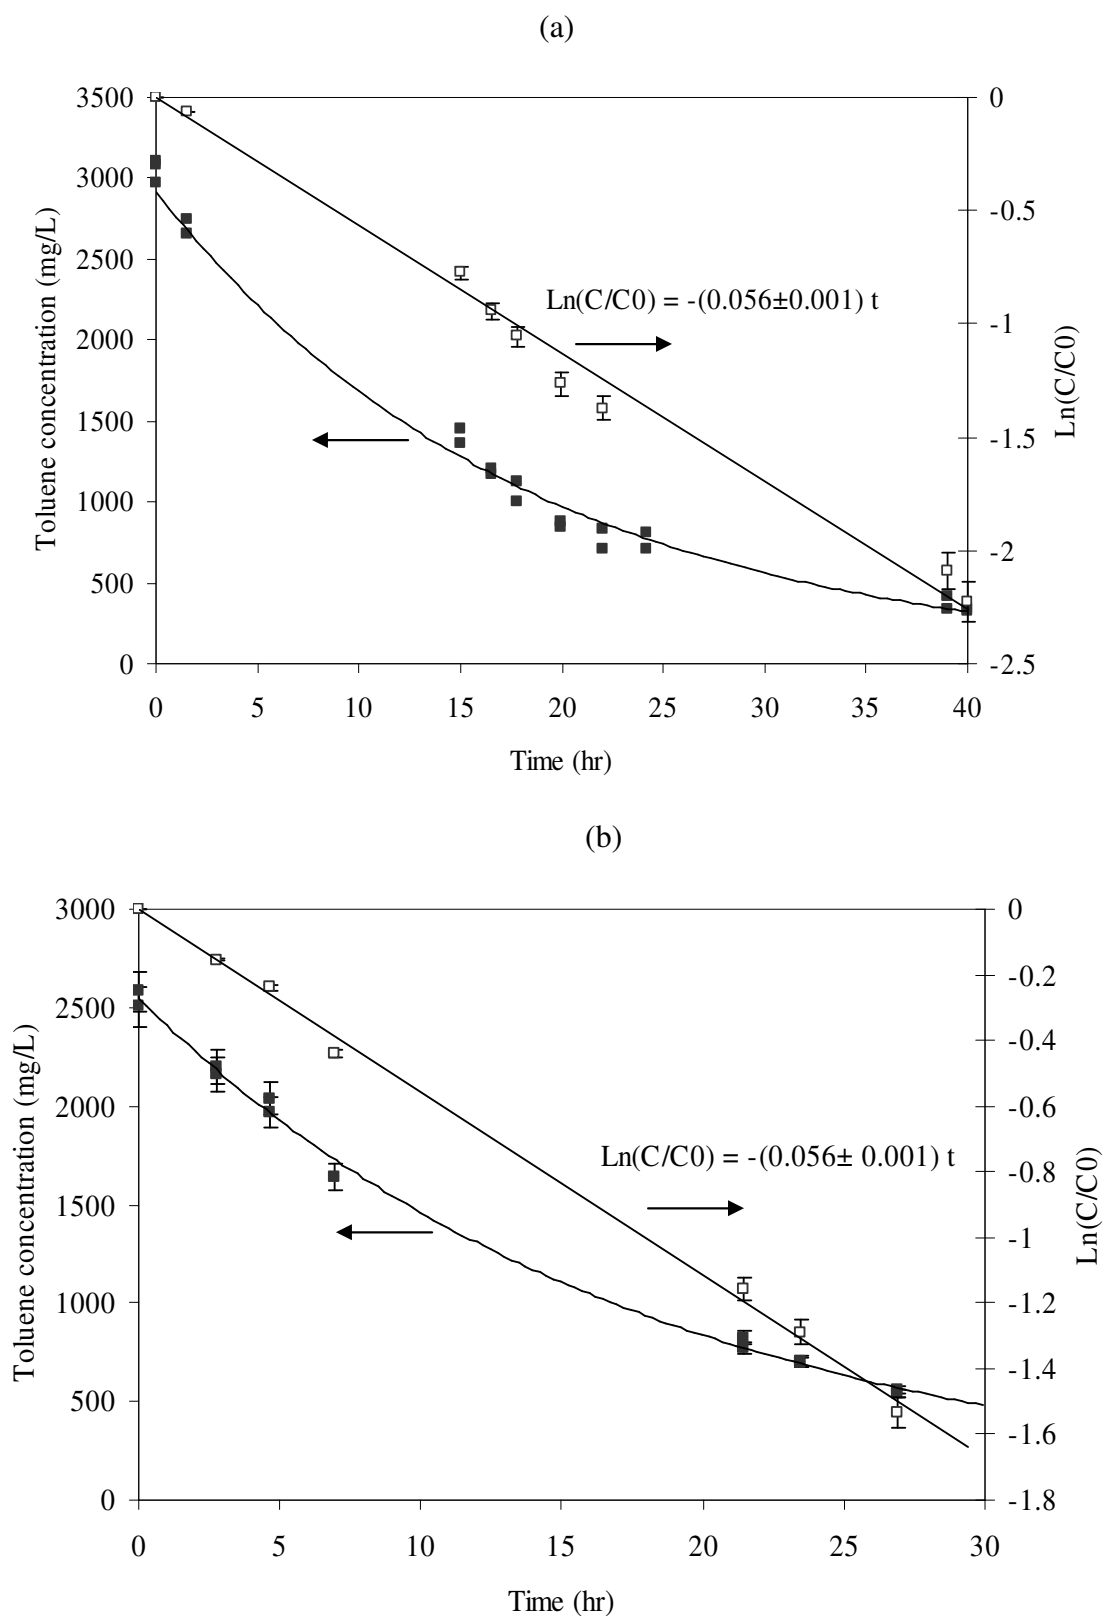 (a)
3500
3000
2500
2000
1500
1000
500
0
Toluene concentration (mg/L)
0
-0.5
-1
-1.5
-2
-2.5
Ln(C/C0)
Ln(C/C0) = -(0.056±0.001) t
0 5 10 15 20 25 30 35 40
Time (hr)
(b)
3000
2500
2000
1500
1000
500
0
Toluene concentration (mg/L)
0
-0.2
-0.4
-0.6
-0.8
-1
-1.2
-1.4
-1.6
-1.8
Ln(C/C0)
Ln(C/C0) = -(0.056± 0.001) t
0 5 10 15 20 25 30
Time (hr)